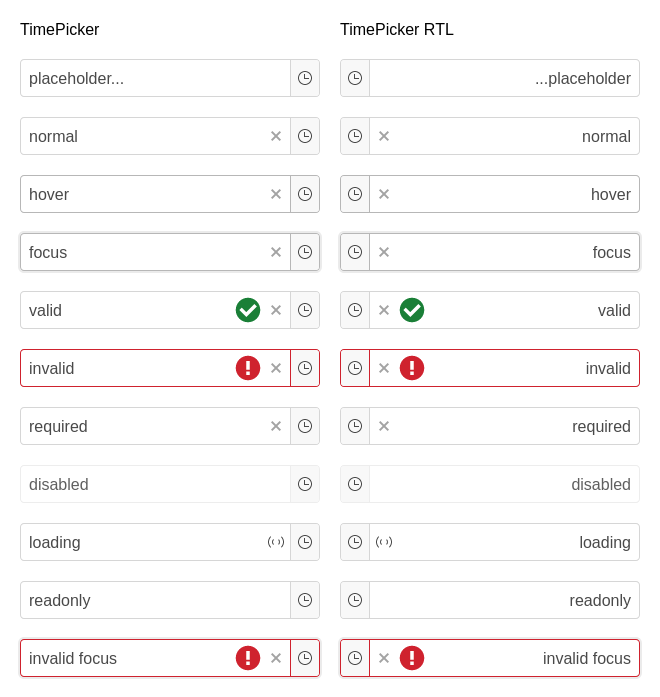 TimePicker
TimePicker RTL
placeholder...
...placeholder
normal
normal
hover
hover
focus
focus
valid
valid
invalid
invalid
required
required
disabled
disabled
loading
loading
readonly
readonly
invalid focus
invalid focus